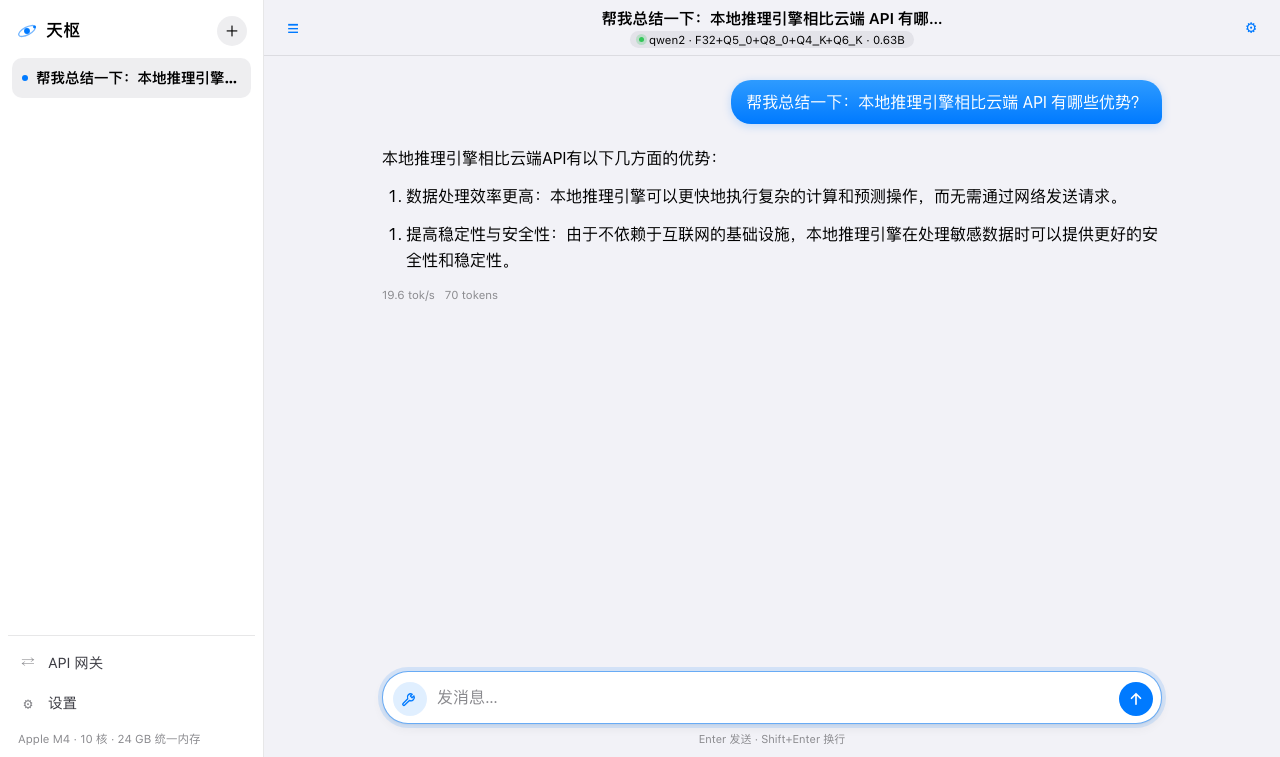 天枢
帮我总结一下：本地推理引擎...
API 网关
设置
Apple M4 · 10 核 · 24 GB 统一内存
帮我总结一下：本地推理引擎相比云端 API 有哪...
qwen2 · F32+Q5_0+Q8_0+Q4_K+Q6_K · 0.63B
帮我总结一下：本地推理引擎相比云端 API 有哪些优势？
本地推理引擎相比云端API有以下几方面的优势：
1. 数据处理效率更高：本地推理引擎可以更快地执行复杂的计算和预测操作，而无需通过网络发送请求。
1. 提高稳定性与安全性：由于不依赖于互联网的基础设施，本地推理引擎在处理敏感数据时可以提供更好的安
全性和稳定性。
19.6 tok/s 70 tokens
发消息...
Enter 发送 · Shift+Enter 换行